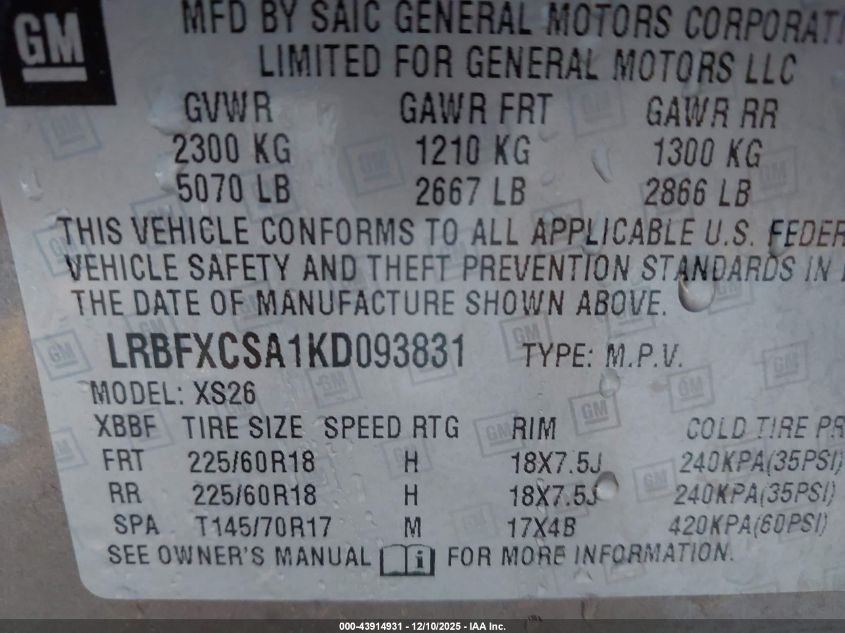 GM
MFD BY SAIC GENERAL MOTORS CORPORATI
LIMITED FOR GENERAL MOTORS LLC
GVWR GAWR FRT GAWR RR
2300 KG 1210 KG 1300 KG
5070 LB 2667 LB 2866 LB
THIS VEHICLE CONFORMS TO ALL APPLICABLE U.S. FEDER
VEHICLE SAFETY AND THEFT PREVENTION STANDARDS IN
THE DATE OF MANUFACTURE SHOWN ABOVE.
LRBFXCSA1KD093831 TYPE: M.P.V.
MODEL: XS26
XBBF TIRE SIZE SPEED RTG RIM COLD TIRE PR
FRT 225/60R18 H 18X7.5J 240KPA(35PSI)
RR 225/60R18 H 18X7.5J 240KPA(35PSI)
SPA T145/70R17 M 17X4B 420KPA(60PSI)
SEE OWNER'S MANUAL i FOR MORE INFORMATION.
000-43914931 - 12/10/2025 - IAA Inc.